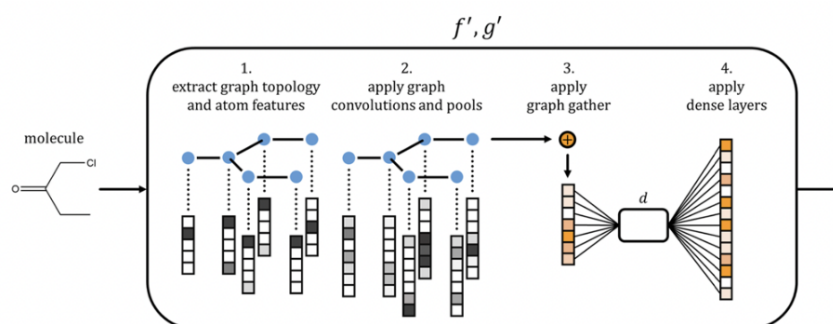 f′, g′
1.
extract graph topology
and atom features
2.
apply graph
convolutions and pools
3.
apply
graph gather
4.
apply
dense layers
molecule
Cl
O
d